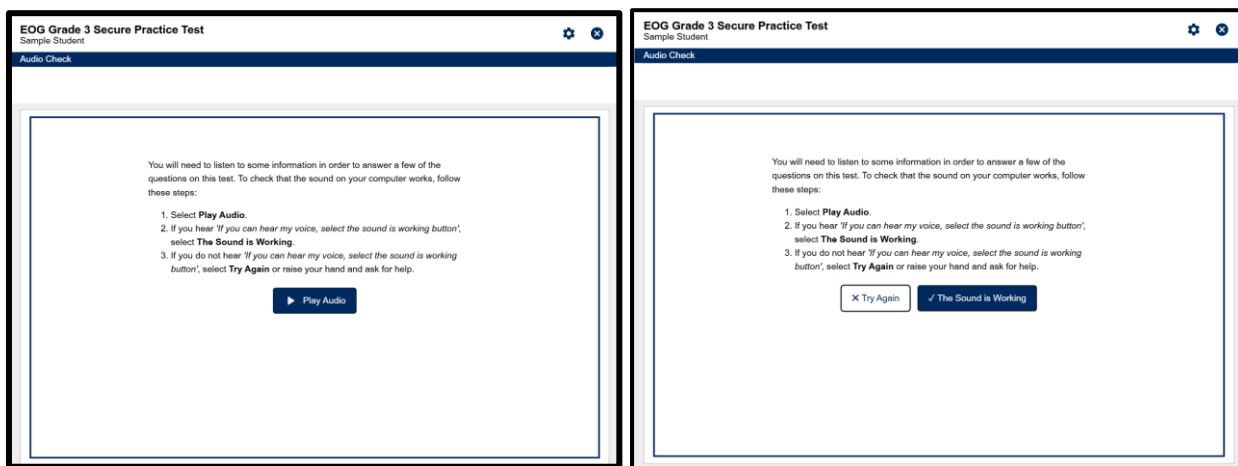 EOG Grade 3 Secure Practice Test
Sample Student
Audio Check
You will need to listen to some information in order to answer a few of the
questions on this test. To check that the sound on your computer works, follow
these steps:
1. Select Play Audio.
2. If you hear 'If you can hear my voice, select the sound is working button',
select The Sound is Working.
3. If you do not hear 'If you can hear my voice, select the sound is working
button', select Try Again or raise your hand and ask for help.
Play Audio
EOG Grade 3 Secure Practice Test
Sample Student
Audio Check
You will need to listen to some information in order to answer a few of the
questions on this test. To check that the sound on your computer works, follow
these steps:
1. Select Play Audio.
2. If you hear 'If you can hear my voice, select the sound is working button',
select The Sound is Working.
3. If you do not hear 'If you can hear my voice, select the sound is working
button', select Try Again or raise your hand and ask for help.
Try Again
The Sound is Working